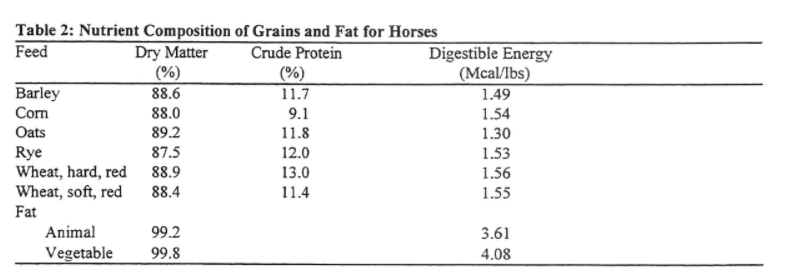 Table 2: Nutrient Composition of Grains and Fat for Horses
Feed Dry Matter Crude Protein Digestible Energy
(%) (%) (Mcal/lbs)
Barley 88.6 11.7 1.49
Corn 88.0 9.1 1.54
Oats 89.2 11.8 1.30
Rye 87.5 12.0 1.53
Wheat, hard, red 88.9 13.0 1.56
Wheat, soft, red 88.4 11.4 1.55
Fat
Animal 99.2 3.61
Vegetable 99.8 4.08